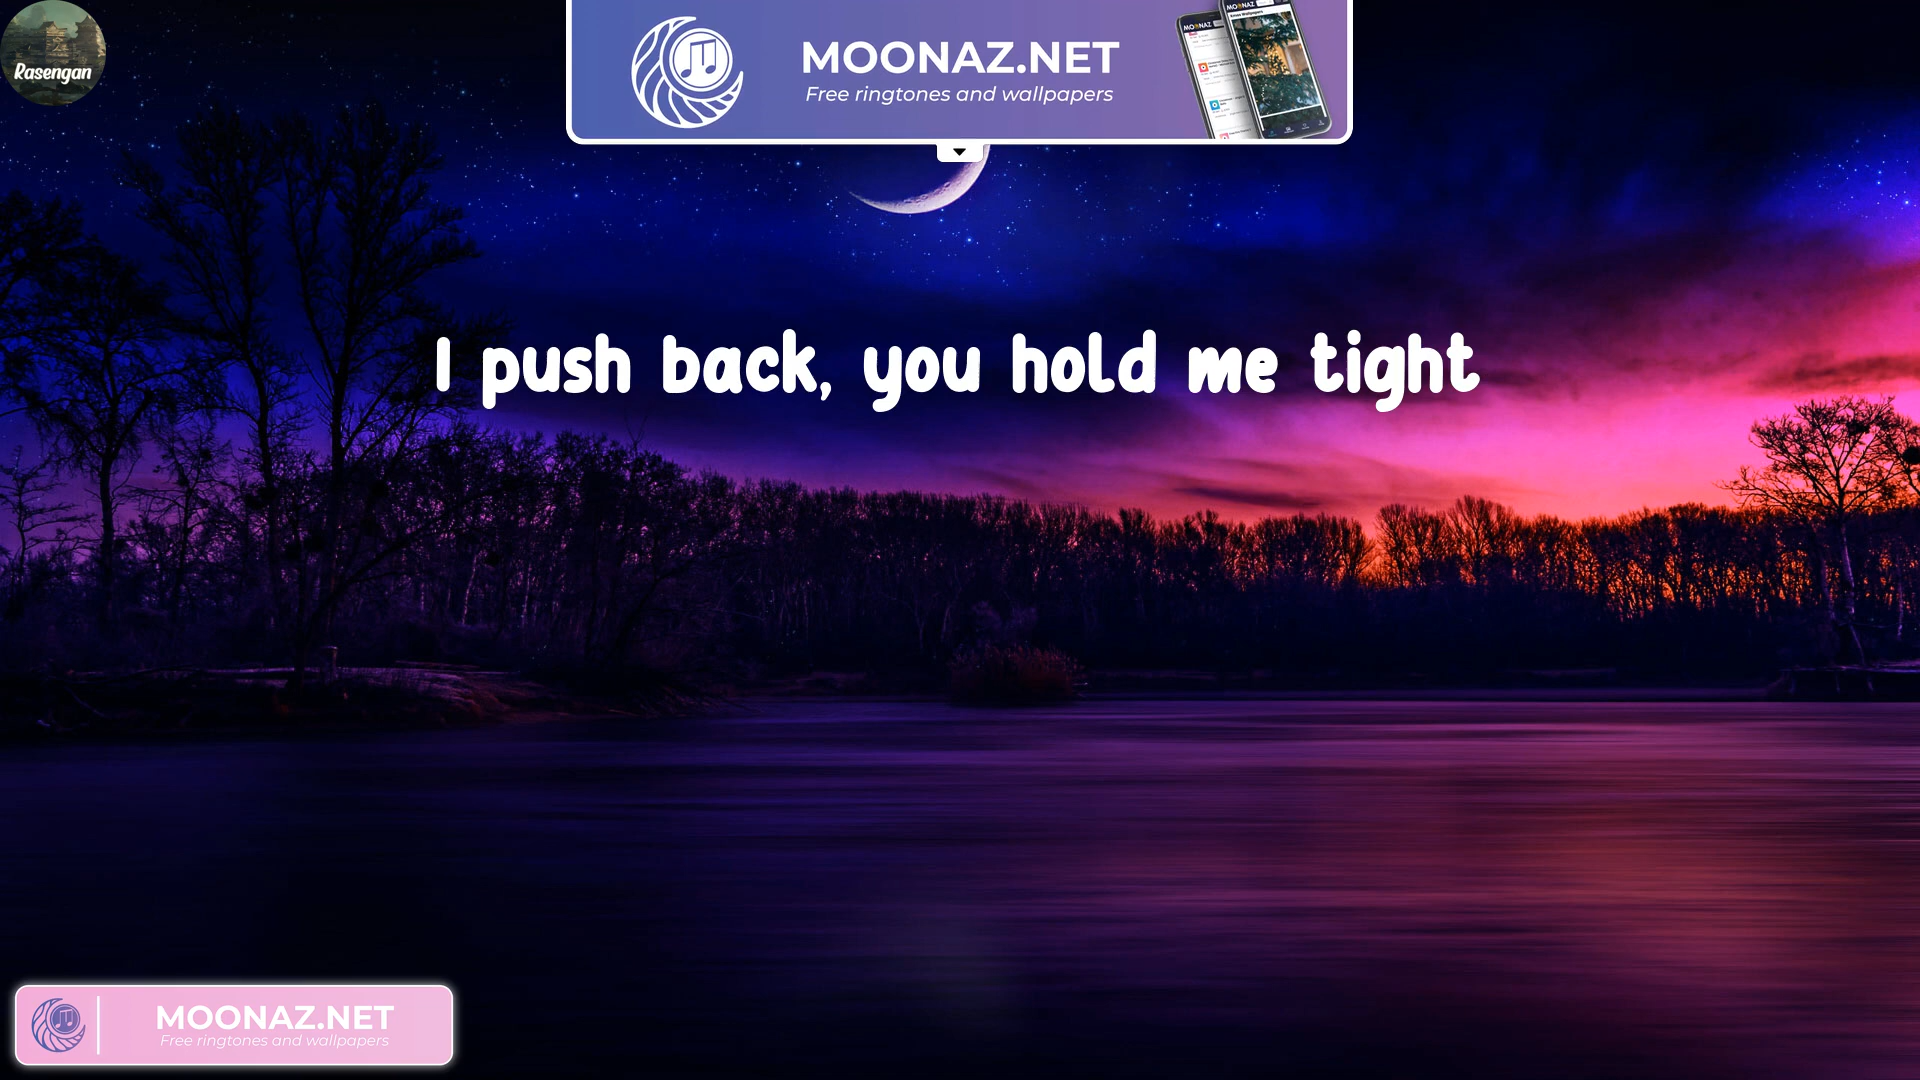 Rasengan
MOONAZ.NET
Free ringtones and wallpapers
I push back, you hold me tight
MOONAZ.NET
Free ringtones and wallpapers